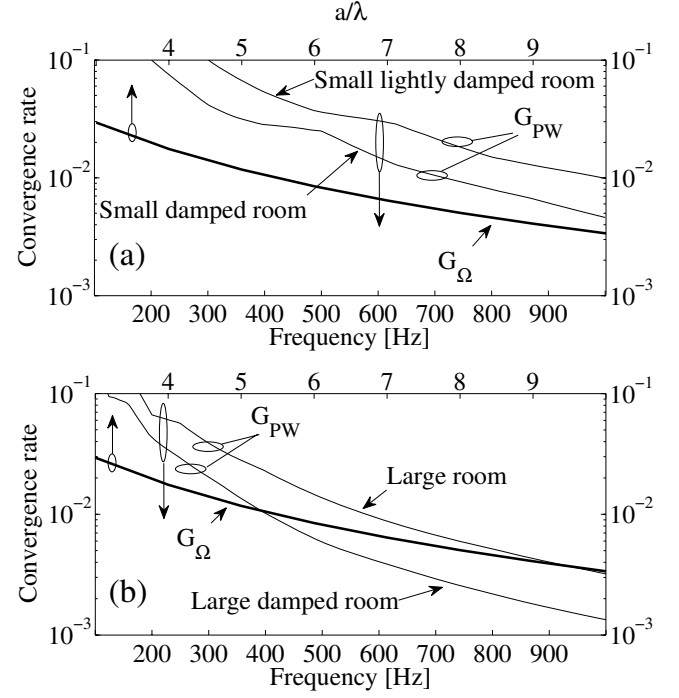 a/λ
4 5 6 7 8 9
10⁻¹ 10⁻¹
Small lightly damped room
G_PW
Convergence rate
10⁻² 10⁻²
Small damped room
(a)
G_Ω
10⁻³ 10⁻³
200 300 400 500 600 700 800 900
Frequency [Hz]
4 5 6 7 8 9
10⁻¹ 10⁻¹
G_PW
Convergence rate
Large room
10⁻² 10⁻²
G_Ω
(b)
Large damped room
10⁻³ 10⁻³
200 300 400 500 600 700 800 900
Frequency [Hz]